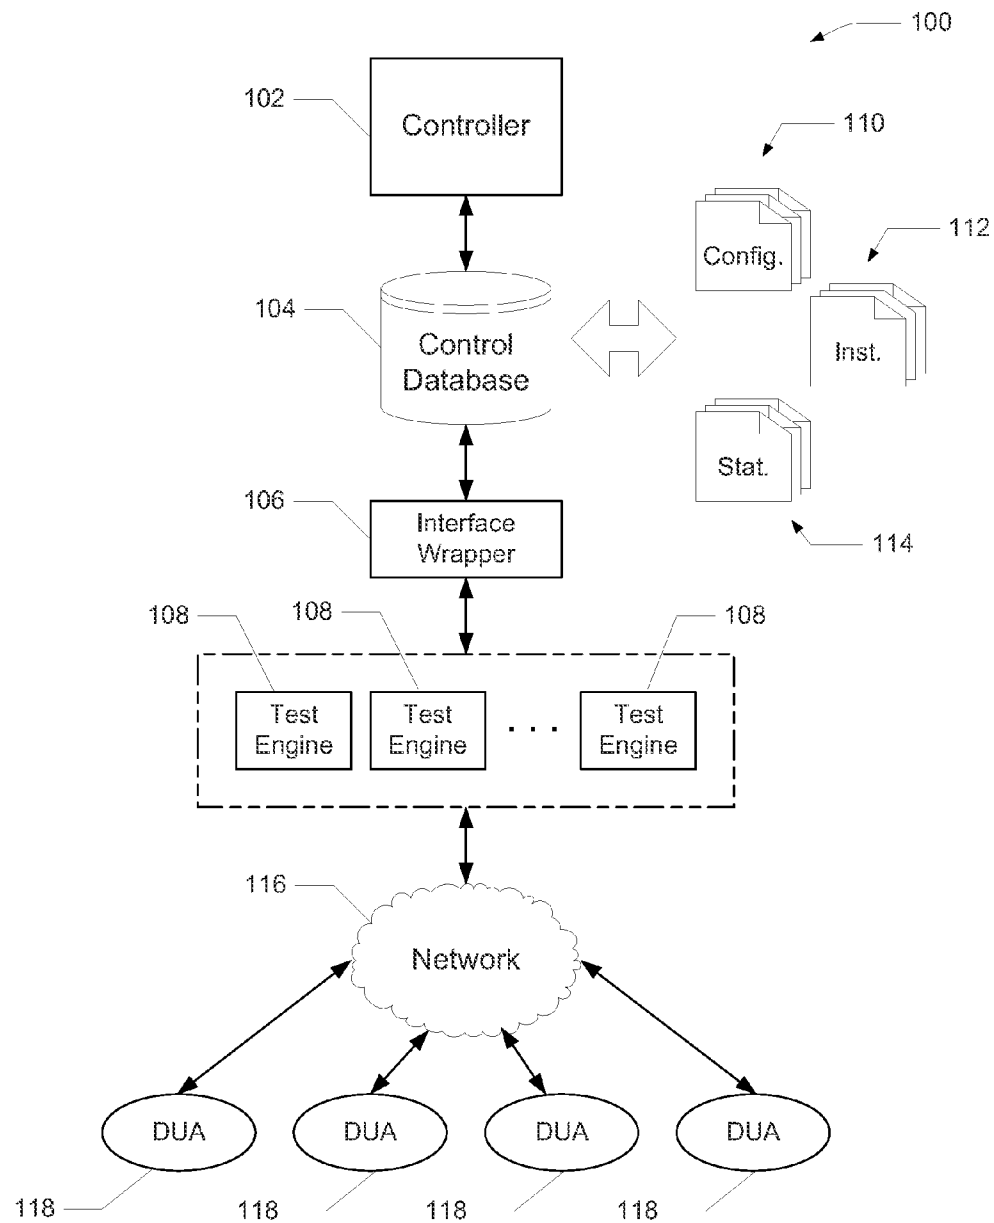 100
102
Controller
110
Config.
112
104
Control
Database
Inst.
Stat.
106
Interface
Wrapper
114
108
108
108
Test
Engine
Test
Engine
. . .
Test
Engine
116
Network
DUA
DUA
DUA
DUA
118
118
118
118